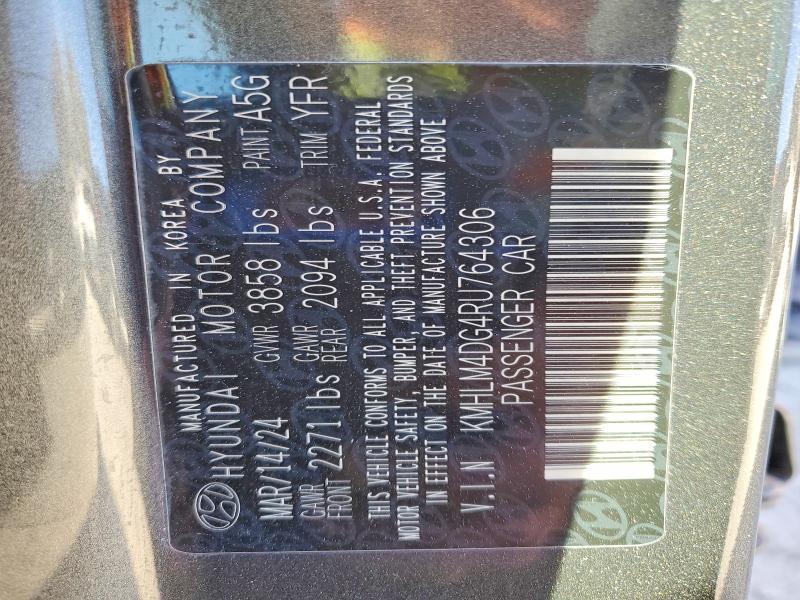 MANUFACTURED IN KOREA BY
HYUNDAI MOTOR COMPANY
MAR/14/24 GVWR 3858 lbs PAINT A5G
GAWR FRONT 2271 lbs GAWR REAR 2094 lbs TRIM YFR
THIS VEHICLE CONFORMS TO ALL APPLICABLE U.S.A. FEDERAL
MOTOR VEHICLE SAFETY, BUMPER, AND THEFT PREVENTION STANDARDS
IN EFFECT ON THE DATE OF MANUFACTURE SHOWN ABOVE
V.I.N KMHLM4DG4RU764306
PASSENGER CAR